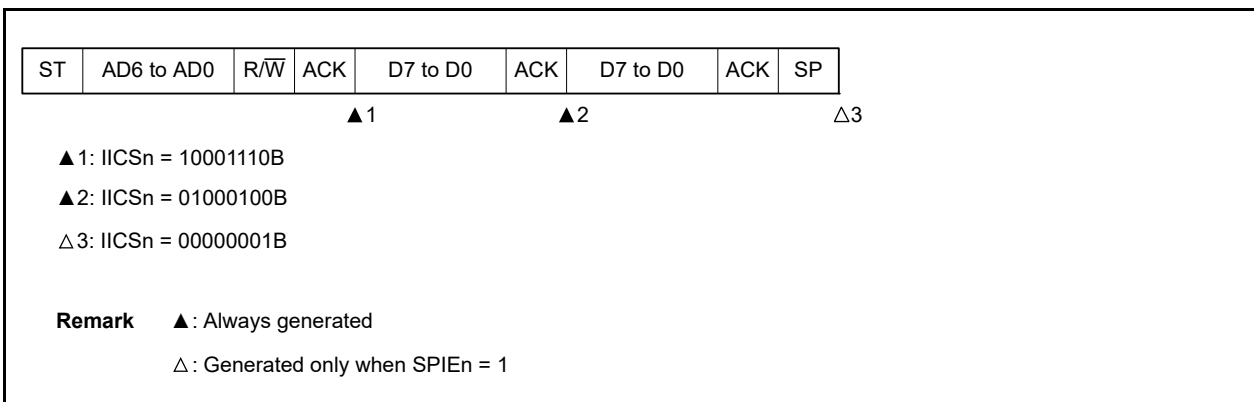 ST AD6 to AD0 R/W̅ ACK D7 to D0 ACK D7 to D0 ACK SP
▲1 ▲2 △3
▲1: IICSn = 10001110B
▲2: IICSn = 01000100B
△3: IICSn = 00000001B
Remark ▲: Always generated
△: Generated only when SPIEn = 1